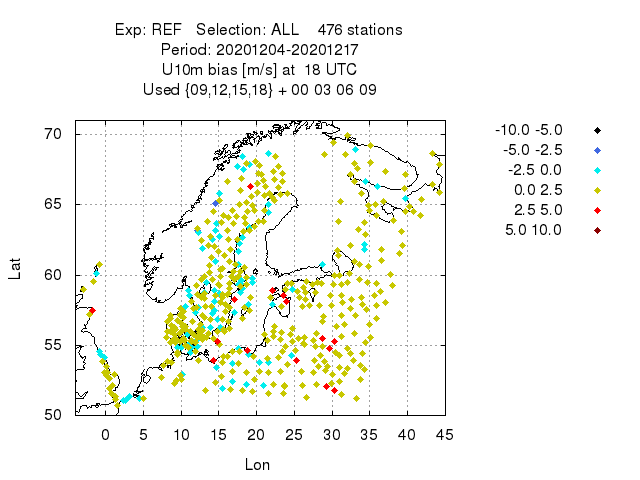 Exp: REF Selection: ALL 476 stations
Period: 20201204-20201217
U10m bias [m/s] at 18 UTC
Used {09,12,15,18} + 00 03 06 09
70
65
60
55
50
Lat
0 5 10 15 20 25 30 35 40 45
Lon
-10.0 -5.0
-5.0 -2.5
-2.5 0.0
0.0 2.5
2.5 5.0
5.0 10.0